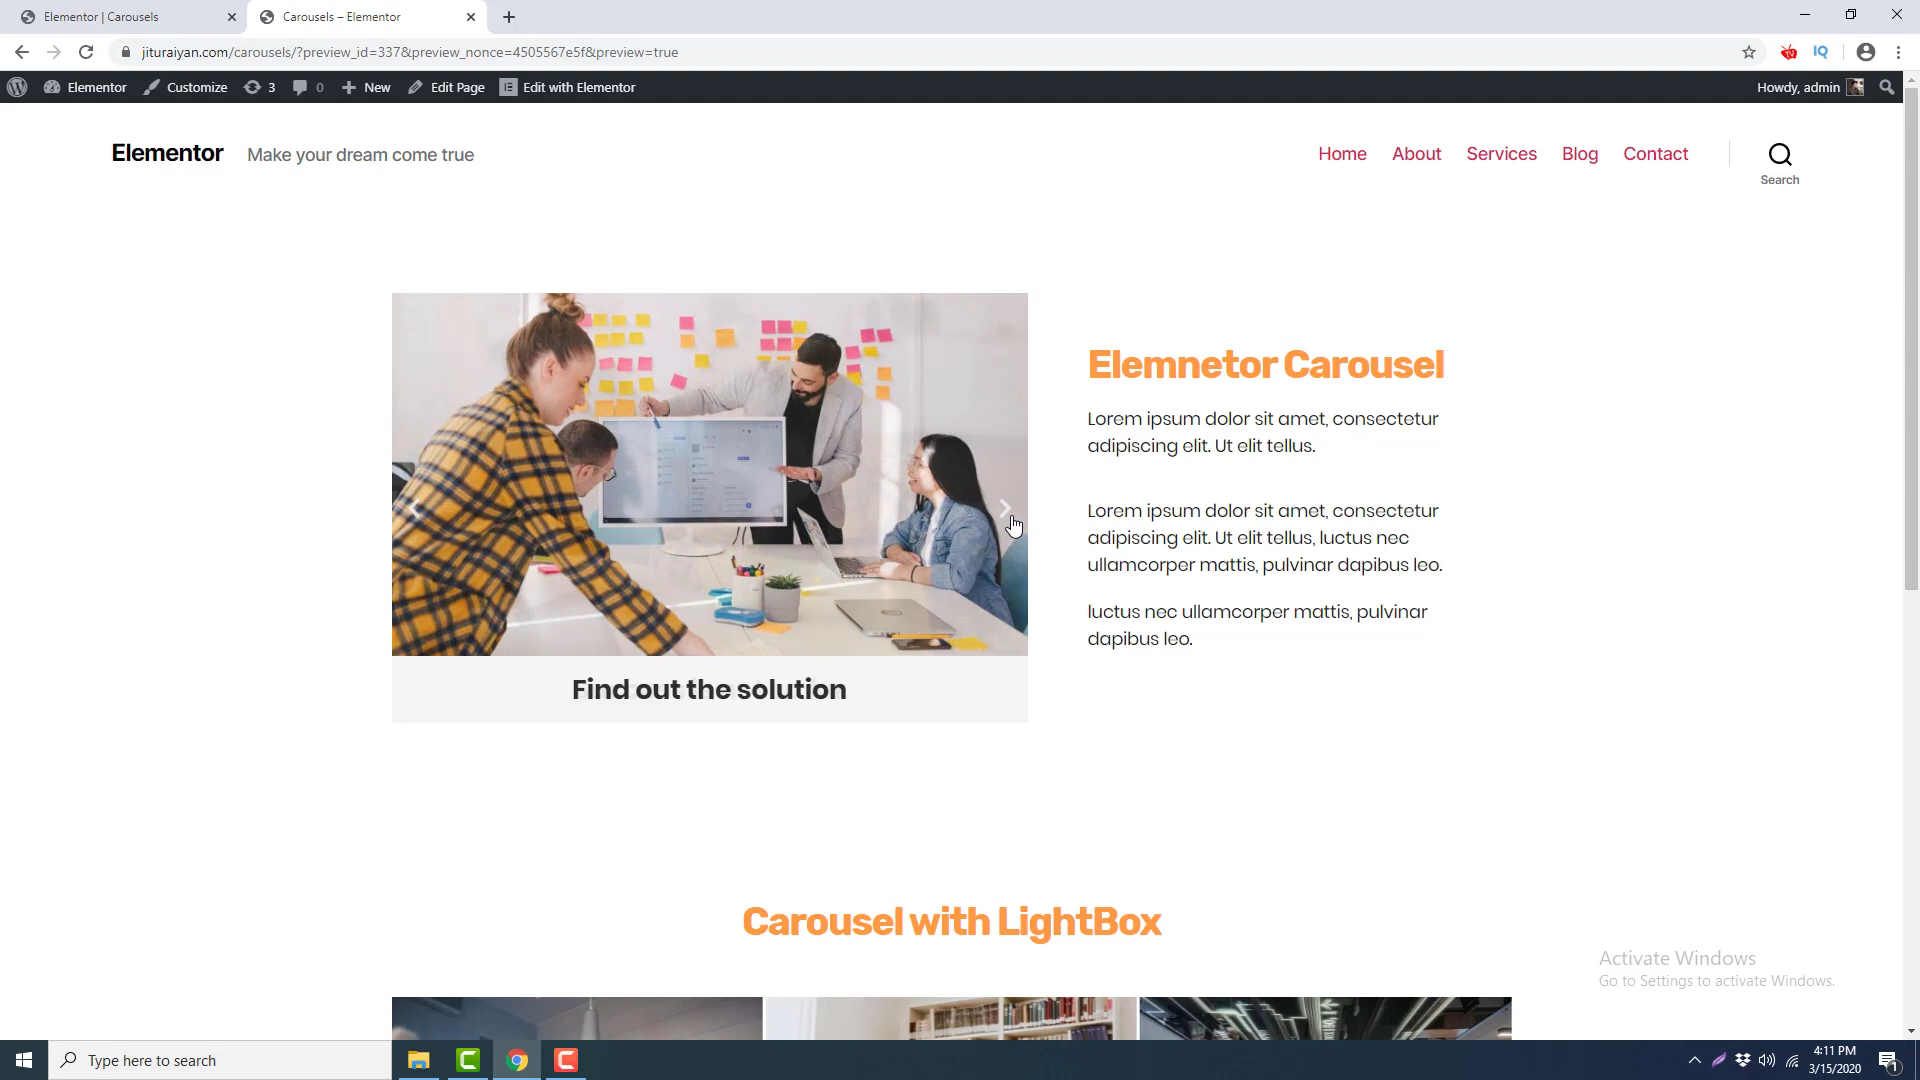 Elementor | Carousels
Carousels – Elementor
jituraiyan.com/carousels/?preview_id=337&preview_nonce=4505567e5f&preview=true
IQ
Elementor Customize 3 0 New Edit Page Edit with Elementor Howdy, admin
Elementor Make your dream come true
Home About Services Blog Contact
Search
Elemnetor Carousel
Lorem ipsum dolor sit amet, consectetur
adipiscing elit. Ut elit tellus.
Lorem ipsum dolor sit amet, consectetur
adipiscing elit. Ut elit tellus, luctus nec
ullamcorper mattis, pulvinar dapibus leo.
luctus nec ullamcorper mattis, pulvinar
dapibus leo.
Find out the solution
Carousel with LightBox
Activate Windows
Go to Settings to activate Windows.
Type here to search
4:11 PM
3/15/2020
1